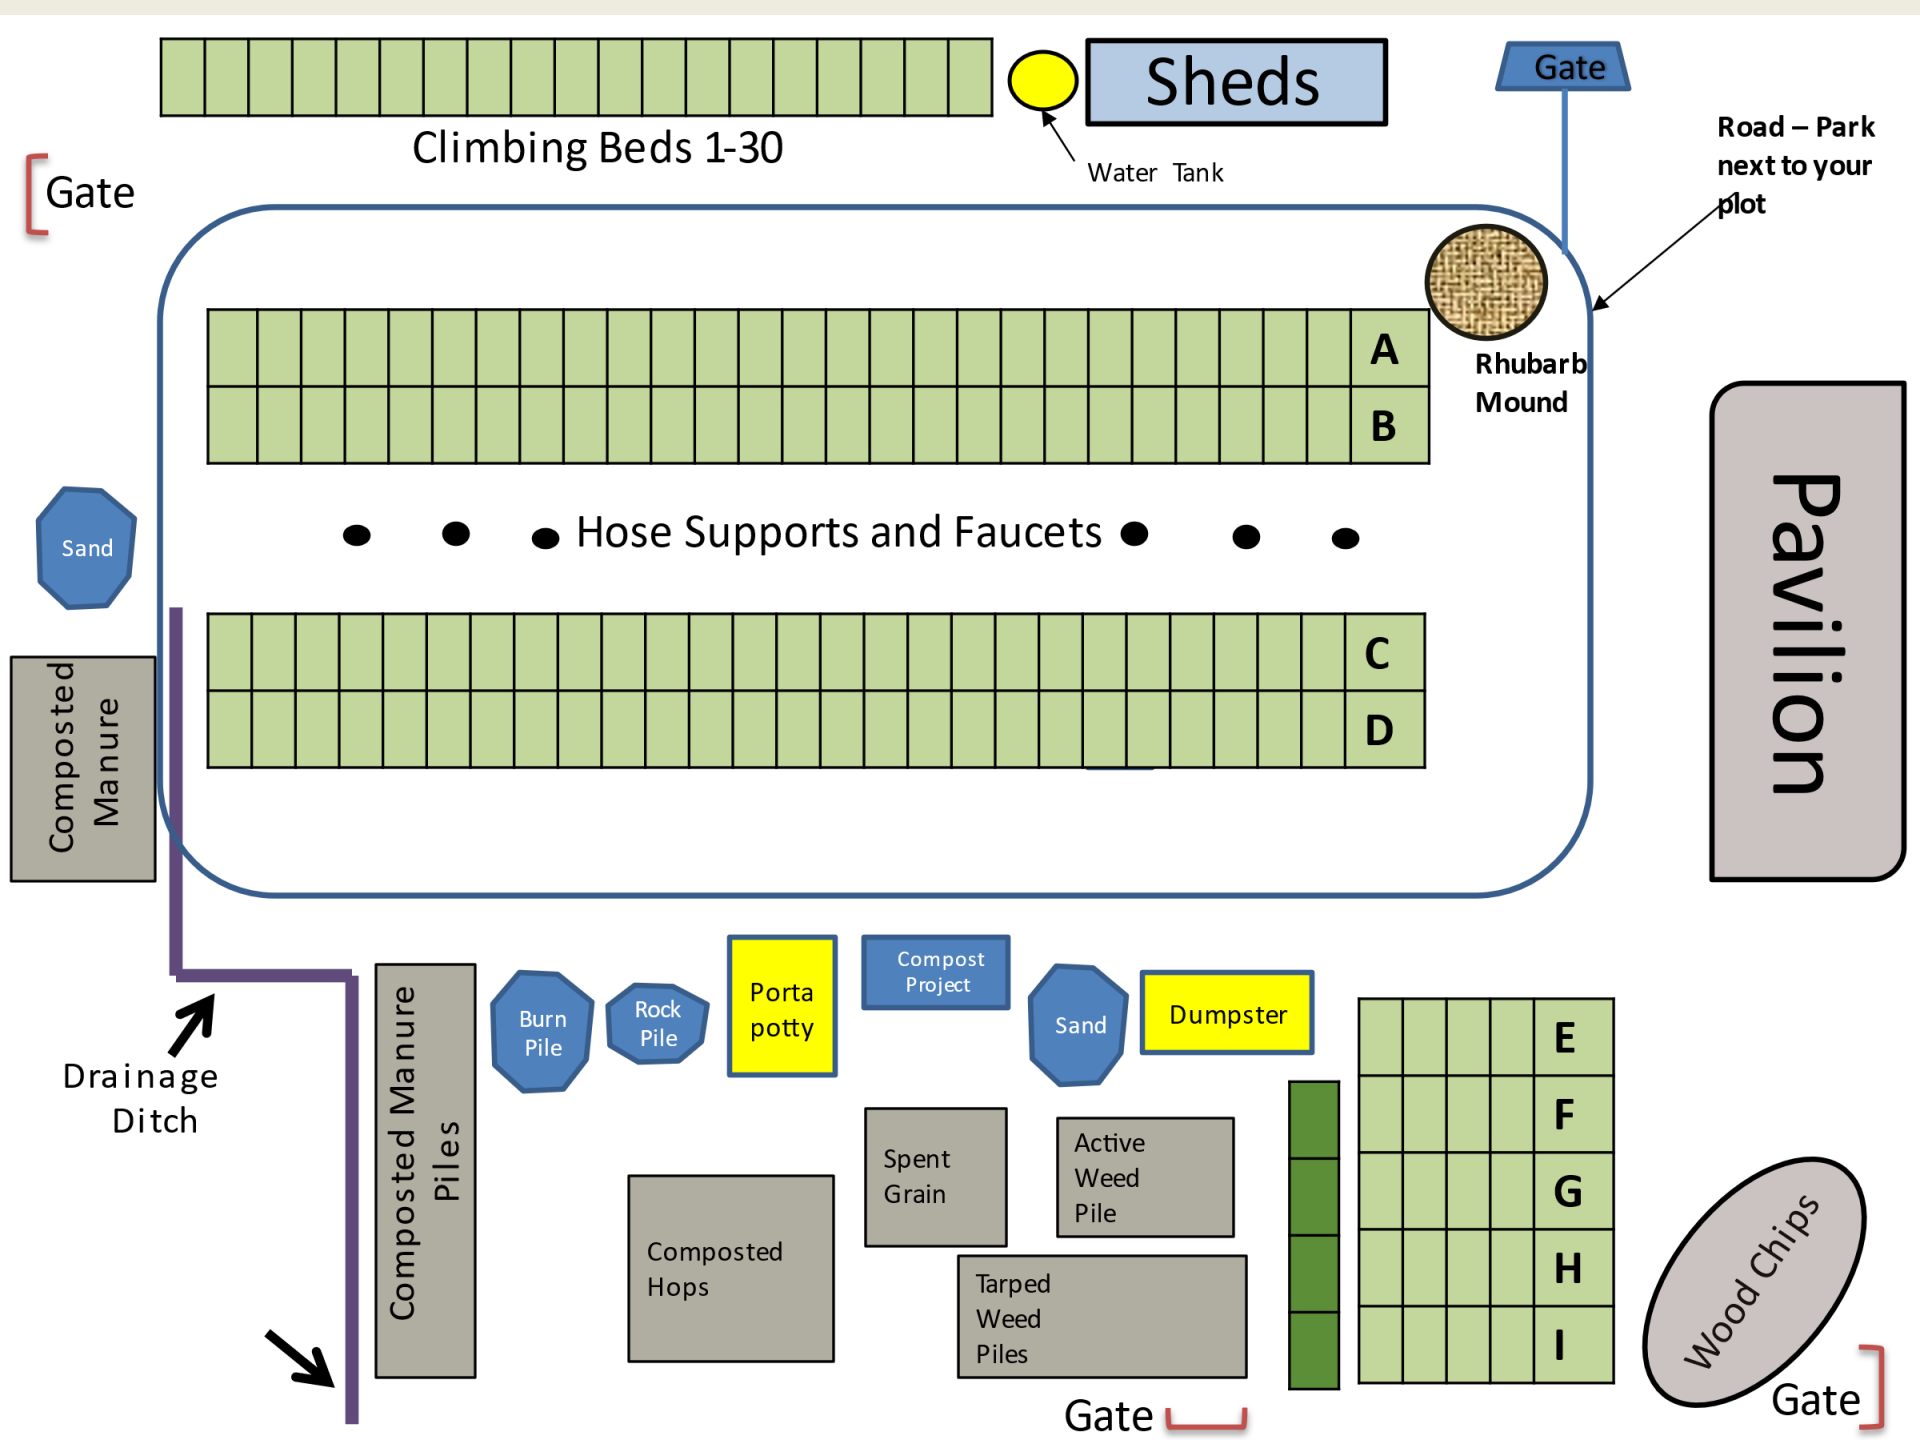 Sheds
Gate
Climbing Beds 1-30
Water Tank
Road – Park
next to your
plot
Gate
A
Rhubarb
Mound
B
Hose Supports and Faucets
Sand
Pavilion
C
D
Composted
Manure
Drainage
Ditch
Composted Manure
Piles
Burn
Pile
Rock
Pile
Porta
potty
Compost
Project
Sand
Dumpster
E
F
G
H
I
Spent
Grain
Active
Weed
Pile
Composted
Hops
Tarped
Weed
Piles
Wood Chips
Gate
Gate